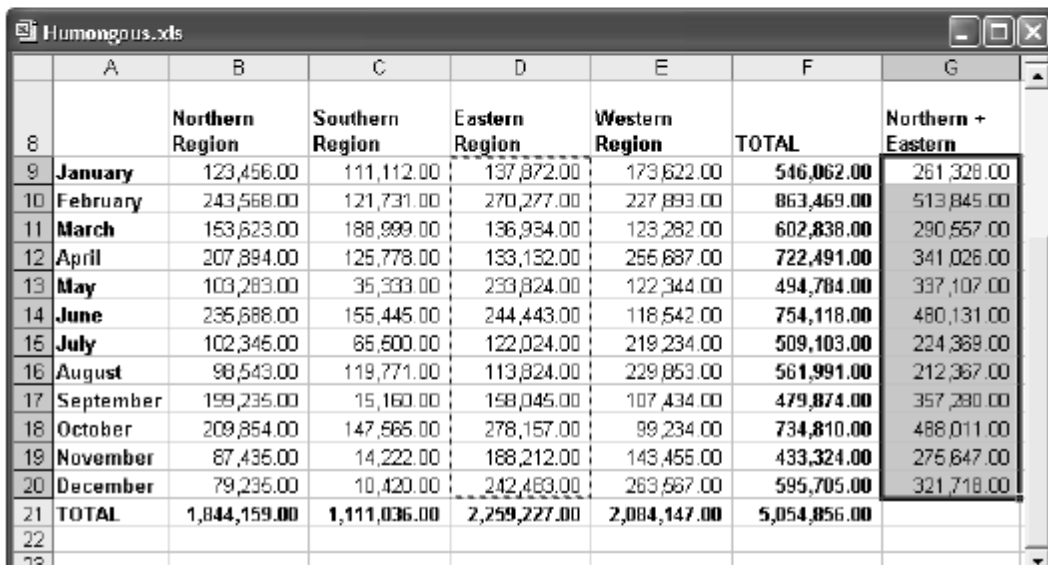 Humongous.xls
A B C D E F G
Northern Southern Eastern Western Northern +
8 Region Region Region Region TOTAL Eastern
9 January 123,456.00 111,112.00 137,872.00 173,622.00 546,062.00 261,328.00
10 February 243,568.00 121,731.00 270,277.00 227,893.00 863,469.00 513,845.00
11 March 153,623.00 188,999.00 136,934.00 123,282.00 602,838.00 290,557.00
12 April 207,894.00 125,778.00 133,132.00 255,687.00 722,491.00 341,026.00
13 May 103,283.00 35,333.00 233,824.00 122,344.00 494,784.00 337,107.00
14 June 235,688.00 155,445.00 244,443.00 118,542.00 754,118.00 480,131.00
15 July 102,345.00 65,500.00 122,024.00 219,234.00 509,103.00 224,369.00
16 August 98,543.00 119,771.00 113,824.00 229,853.00 561,991.00 212,367.00
17 September 199,235.00 15,160.00 158,045.00 107,434.00 479,874.00 357,280.00
18 October 209,854.00 147,565.00 278,157.00 99,234.00 734,810.00 488,011.00
19 November 87,435.00 14,222.00 188,212.00 143,455.00 433,324.00 275,647.00
20 December 79,235.00 10,420.00 242,483.00 263,567.00 595,705.00 321,718.00
21 TOTAL 1,844,159.00 1,111,036.00 2,259,227.00 2,084,147.00 5,054,856.00
22
23